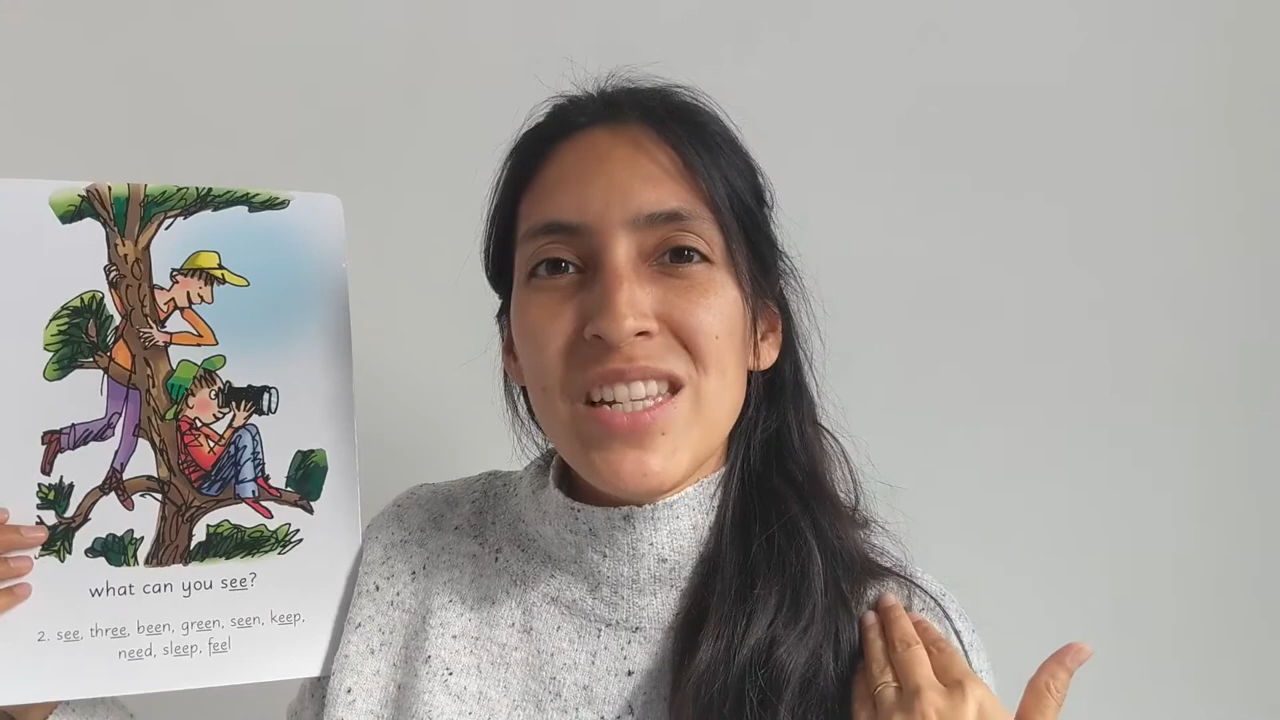 what can you see?
2. see, three, been, green, seen, keep,
need, sleep, feel